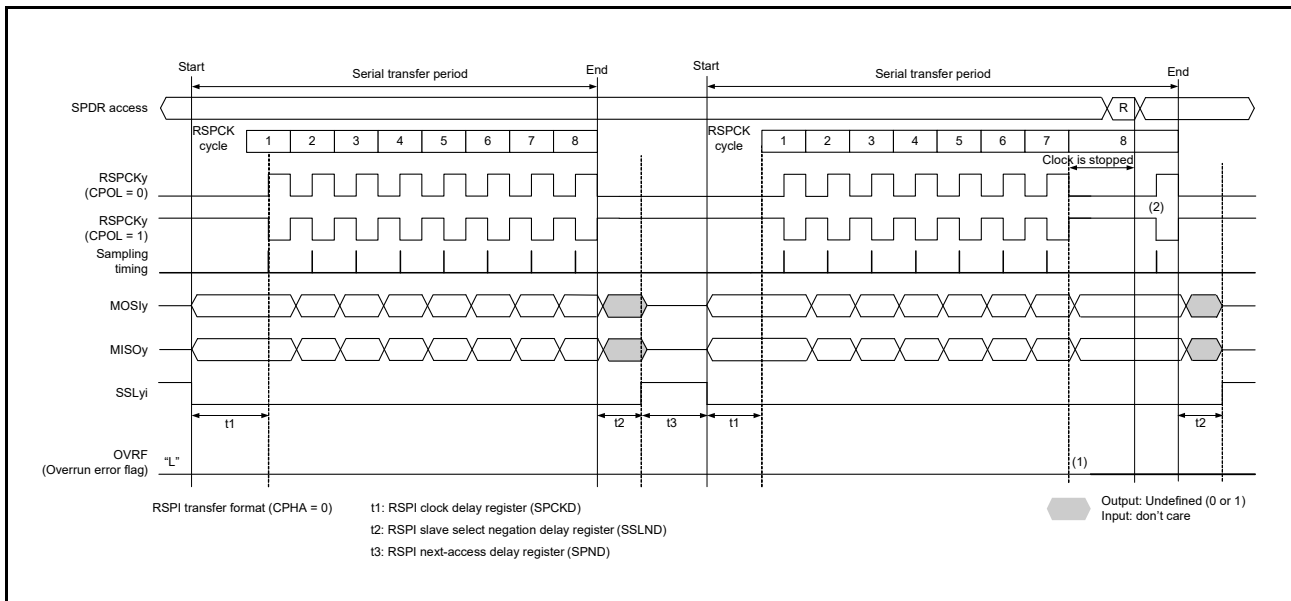 Start
Serial transfer period
End
Start
Serial transfer period
End
SPDR access
R
RSPCK
cycle
1 2 3 4 5 6 7 8
RSPCK
cycle
1 2 3 4 5 6 7 8
Clock is stopped
RSPCKy
(CPOL = 0)
RSPCKy
(CPOL = 1)
(2)
Sampling
timing
MOSIy
MISOy
SSLyi
t1
t2
t3
t1
t2
OVRF
(Overrun error flag)
“L”
(1)
RSPI transfer format (CPHA = 0)
t1: RSPI clock delay register (SPCKD)
t2: RSPI slave select negation delay register (SSLND)
t3: RSPI next-access delay register (SPND)
Output: Undefined (0 or 1)
Input: don’t care